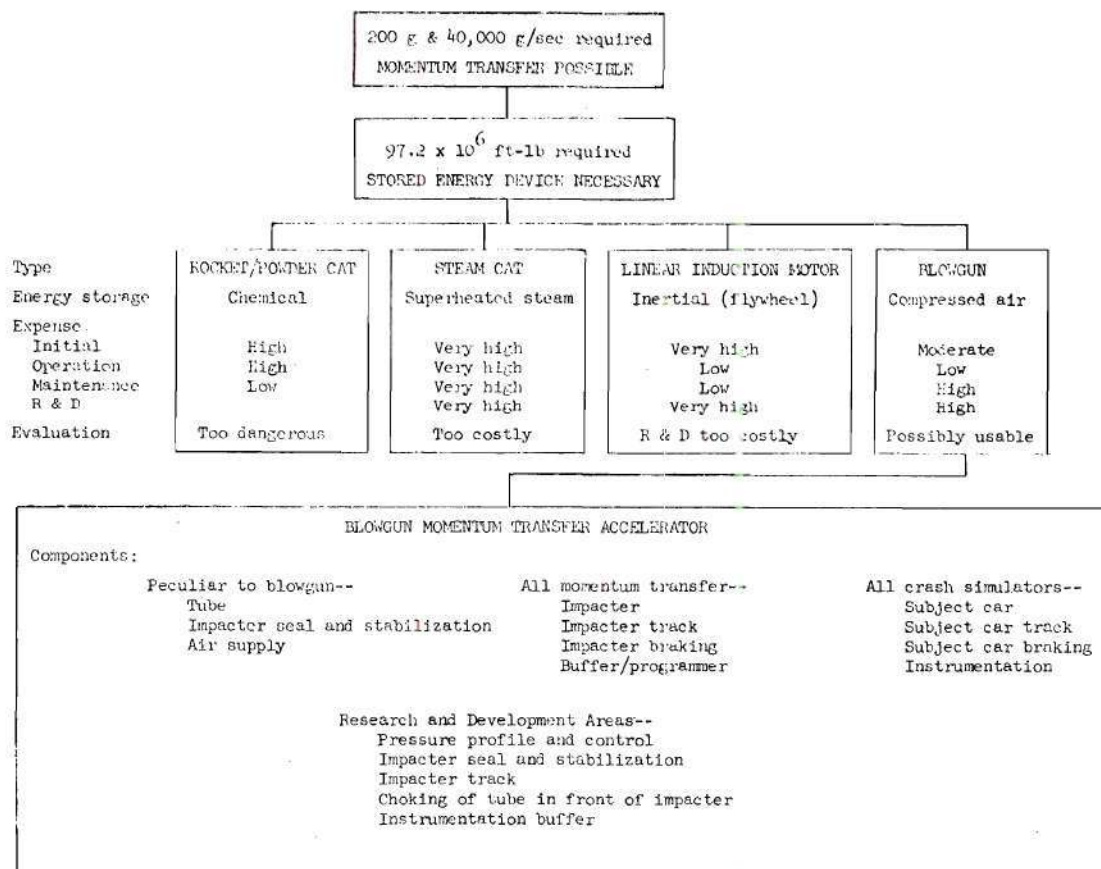 200 g & 40,000 g/sec required
MOMENTUM TRANSFER POSSIBLE
97.2 x 10^6 ft-lb required
STORED ENERGY DEVICE NECESSARY
Type ROCKET/POWDER CAT STEAM CAT LINEAR INDUCTION MOTOR BLOWGUN
Energy storage Chemical Superheated steam Inertial (flywheel) Compressed air
Expense
Initial High Very high Very high Moderate
Operation High Very high Low Low
Maintenance Low Very high Low High
R & D Very high Very high High
Evaluation Too dangerous Too costly R & D too costly Possibly usable
BLOWGUN MOMENTUM TRANSFER ACCELERATOR
Components:
Peculiar to blowgun-- All momentum transfer-- All crash simulators--
Tube Impacter Subject car
Impacter seal and stabilization Impacter track Subject car track
Air supply Impacter braking Subject car braking
Buffer/programmer Instrumentation
Research and Development Areas--
Pressure profile and control
Impacter seal and stabilization
Impacter track
Choking of tube in front of impacter
Instrumentation buffer